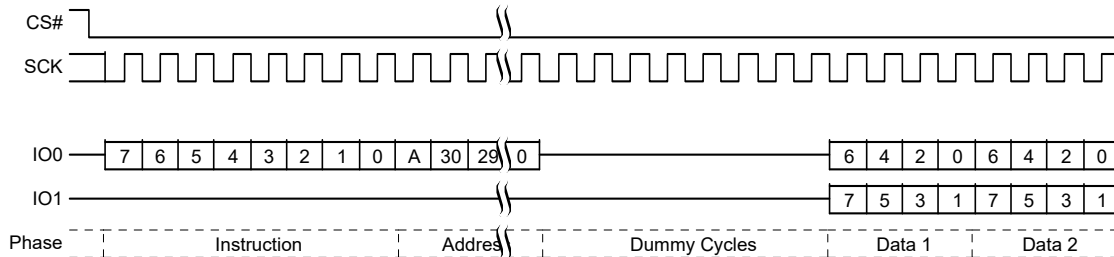 CS#
SCK
IO0 7 6 5 4 3 2 1 0 A 30 29 0 6 4 2 0 6 4 2 0
IO1 7 5 3 1 7 5 3 1
Phase Instruction Addres Dummy Cycles Data 1 Data 2